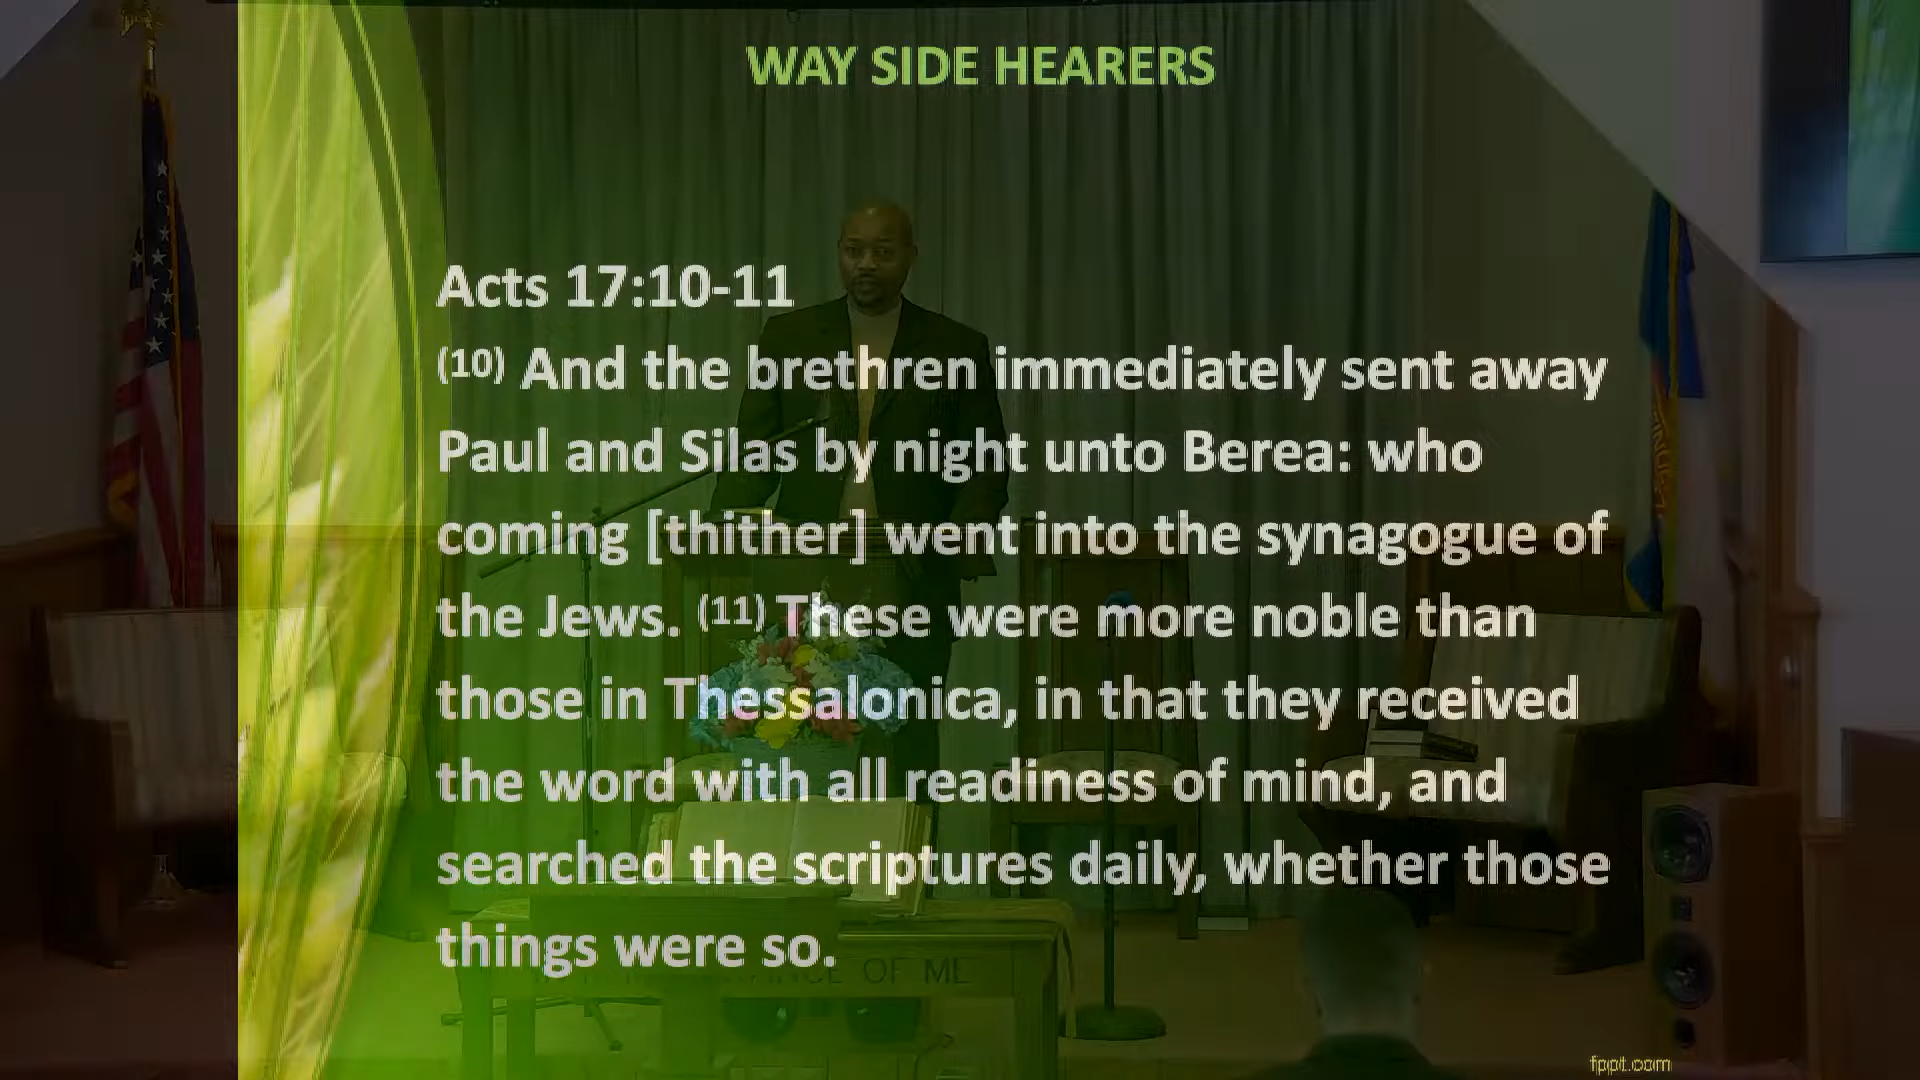 WAY SIDE HEARERS
Acts 17:10-11
(10) And the brethren immediately sent away
Paul and Silas by night unto Berea: who
coming [thither] went into the synagogue of
the Jews. (11) These were more noble than
those in Thessalonica, in that they received
the word with all readiness of mind, and
searched the scriptures daily, whether those
things were so.
OF ME
fppt.com